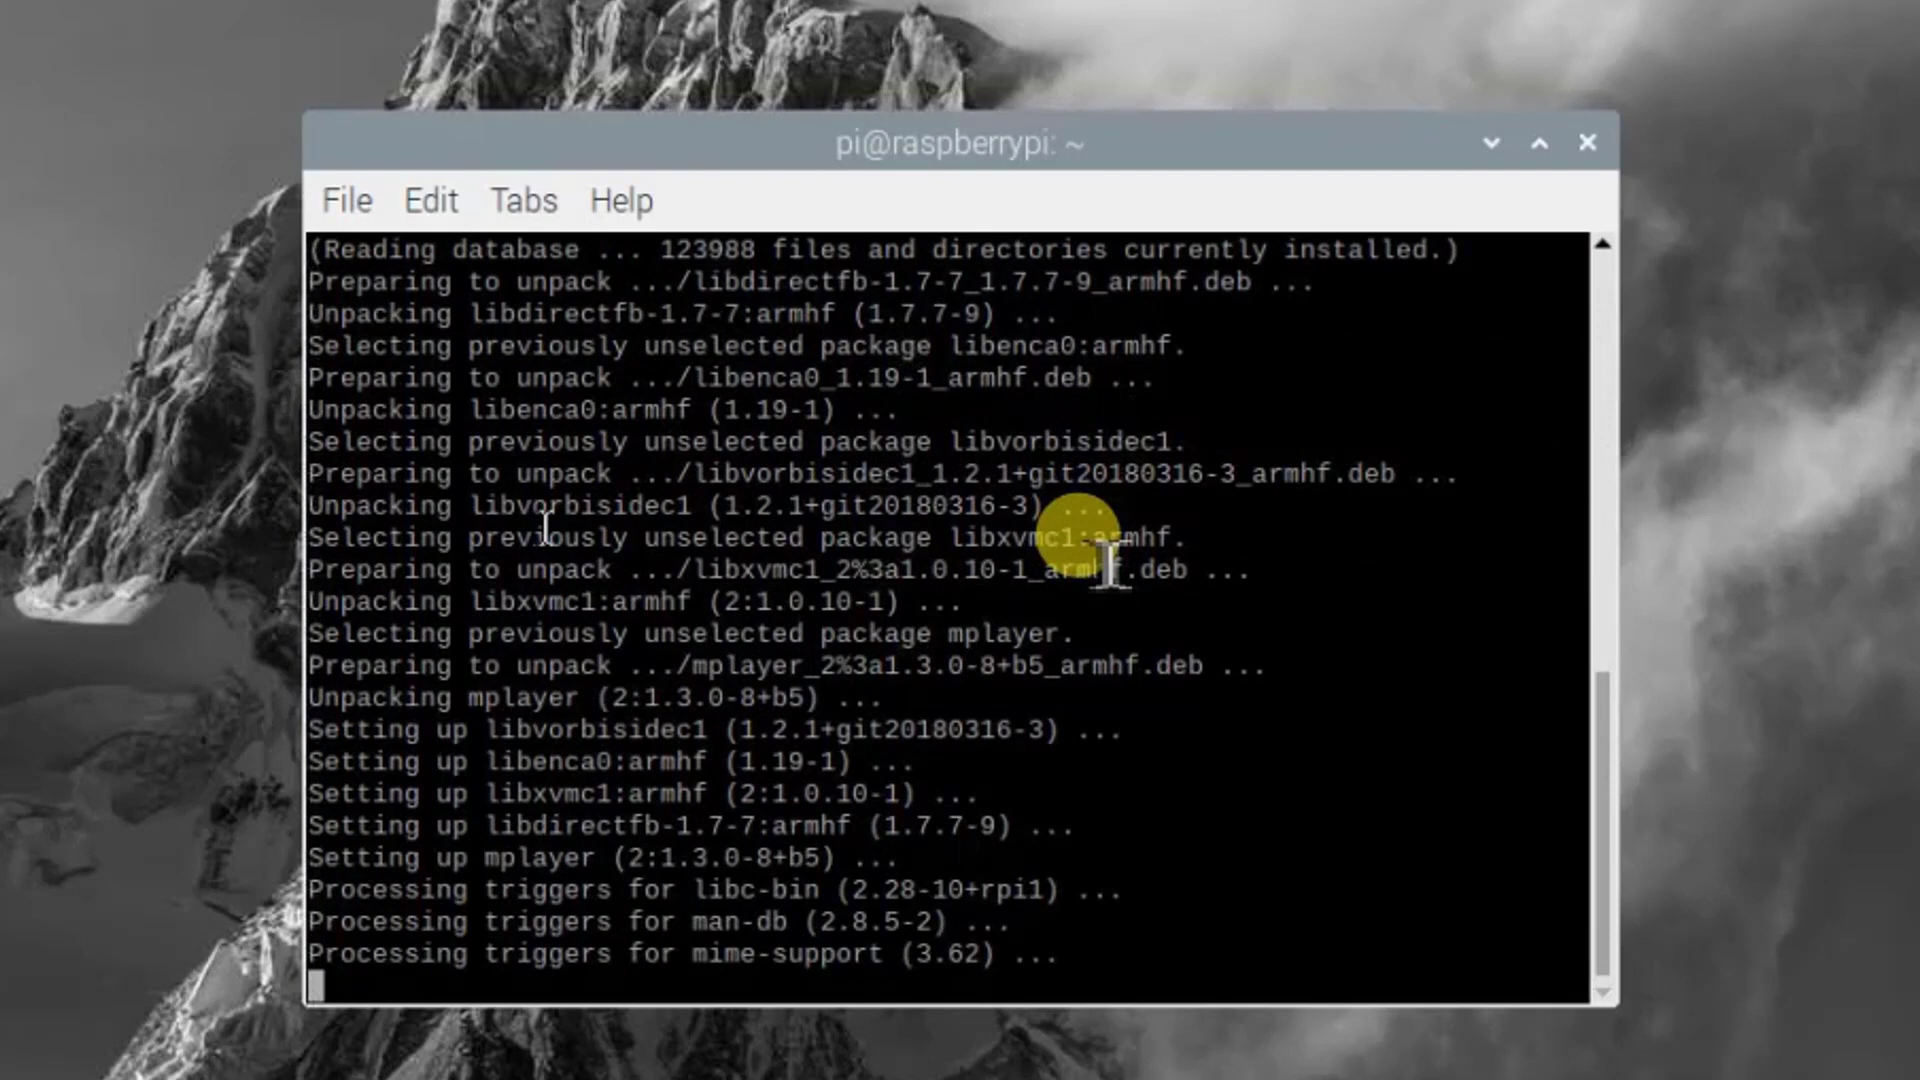 pi@raspberrypi: ~
File Edit Tabs Help
(Reading database ... 123988 files and directories currently installed.)
Preparing to unpack .../libdirectfb-1.7-7_1.7.7-9_armhf.deb ...
Unpacking libdirectfb-1.7-7:armhf (1.7.7-9) ...
Selecting previously unselected package libenca0:armhf.
Preparing to unpack .../libenca0_1.19-1_armhf.deb ...
Unpacking libenca0:armhf (1.19-1) ...
Selecting previously unselected package libvorbisidec1.
Preparing to unpack .../libvorbisidec1_1.2.1+git20180316-3_armhf.deb ...
Unpacking libvorbisidec1 (1.2.1+git20180316-3) ...
Selecting previously unselected package libxvmc1:armhf.
Preparing to unpack .../libxvmc1_2%3a1.0.10-1_armhf.deb ...
Unpacking libxvmc1:armhf (2:1.0.10-1) ...
Selecting previously unselected package mplayer.
Preparing to unpack .../mplayer_2%3a1.3.0-8+b5_armhf.deb ...
Unpacking mplayer (2:1.3.0-8+b5) ...
Setting up libvorbisidec1 (1.2.1+git20180316-3) ...
Setting up libenca0:armhf (1.19-1) ...
Setting up libxvmc1:armhf (2:1.0.10-1) ...
Setting up libdirectfb-1.7-7:armhf (1.7.7-9) ...
Setting up mplayer (2:1.3.0-8+b5) ...
Processing triggers for libc-bin (2.28-10+rpi1) ...
Processing triggers for man-db (2.8.5-2) ...
Processing triggers for mime-support (3.62) ...